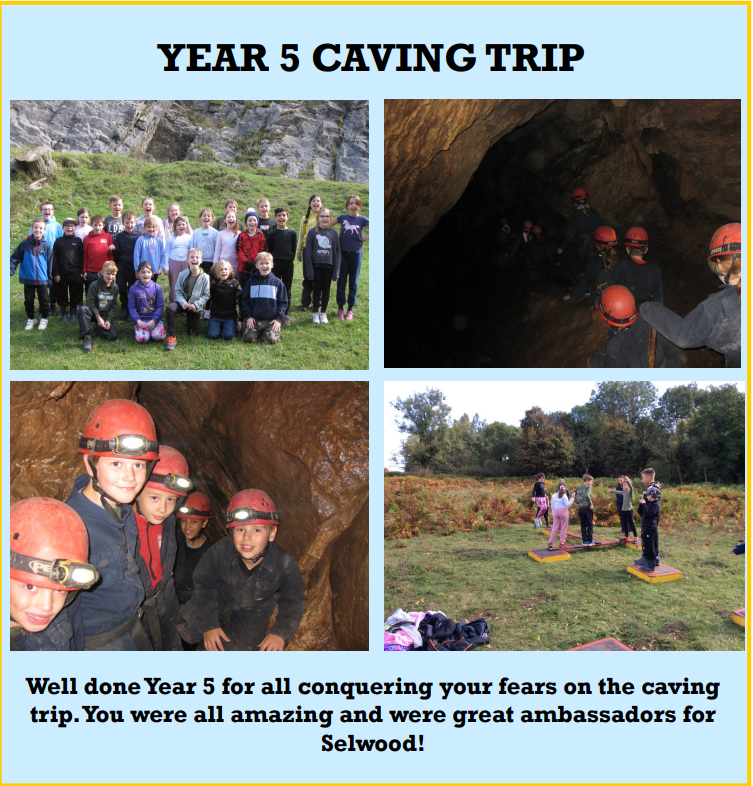 YEAR 5 CAVING TRIP
Well done Year 5 for all conquering your fears on the caving
trip. You were all amazing and were great ambassadors for
Selwood!